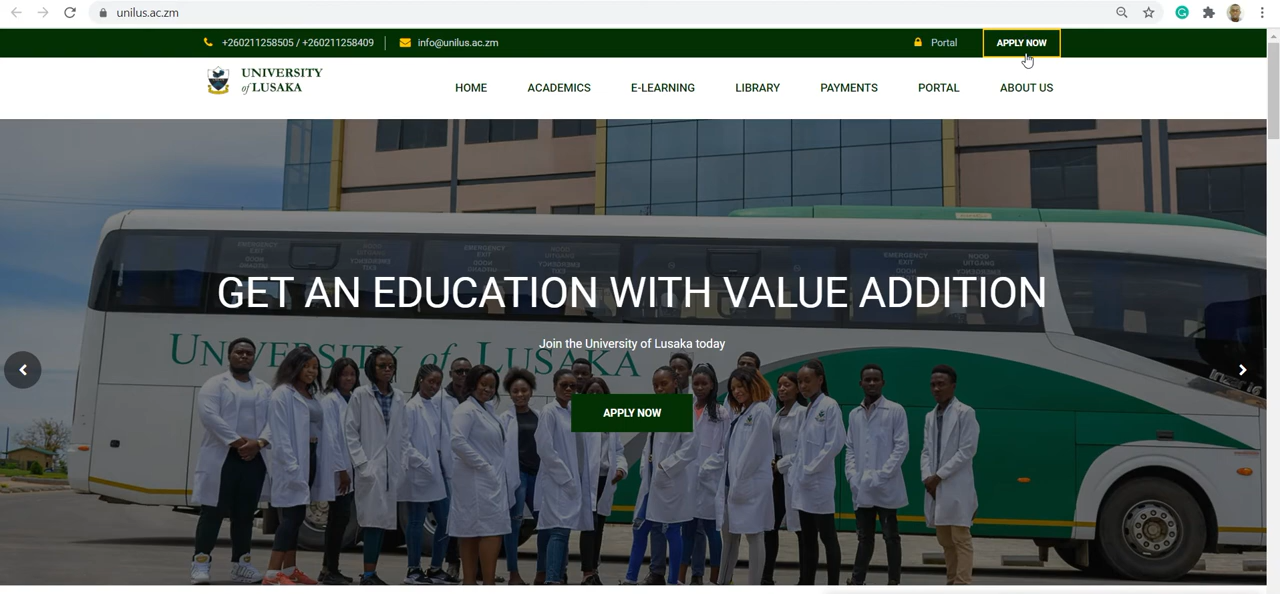 unilus.ac.zm
+260211258505 / +260211258409
info@unilus.ac.zm
Portal
APPLY NOW
UNIVERSITY
of LUSAKA
HOME
ACADEMICS
E-LEARNING
LIBRARY
PAYMENTS
PORTAL
ABOUT US
GET AN EDUCATION WITH VALUE ADDITION
Join the University of Lusaka today
UNIVERSITY of LUSAKA
APPLY NOW